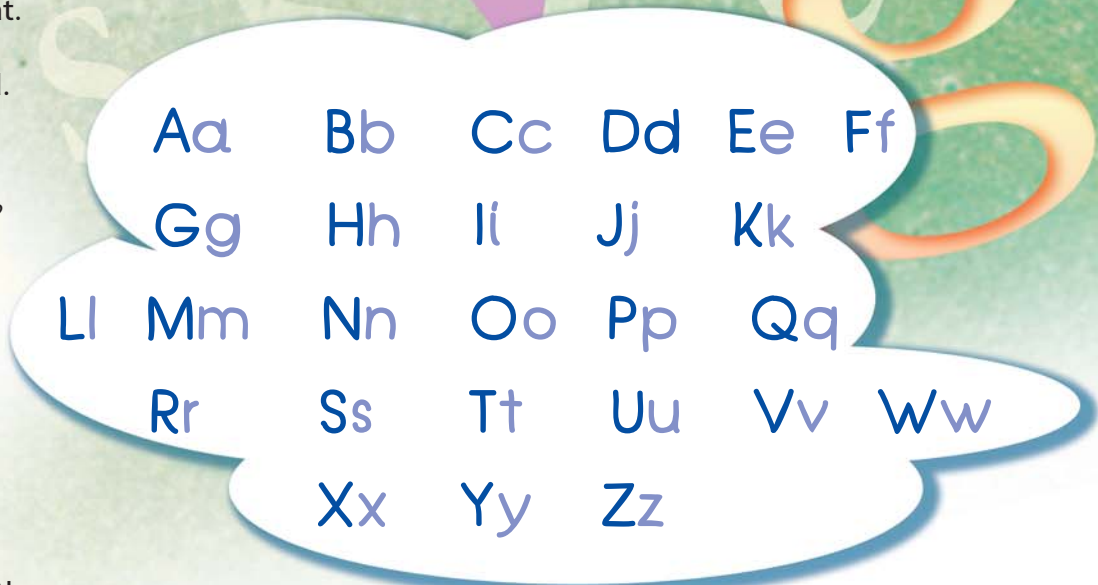 Aa Bb Cc Dd Ee Ff
Gg Hh Ii Jj Kk
Ll Mm Nn Oo Pp Qq
Rr Ss Tt Uu Vv Ww
Xx Yy Zz